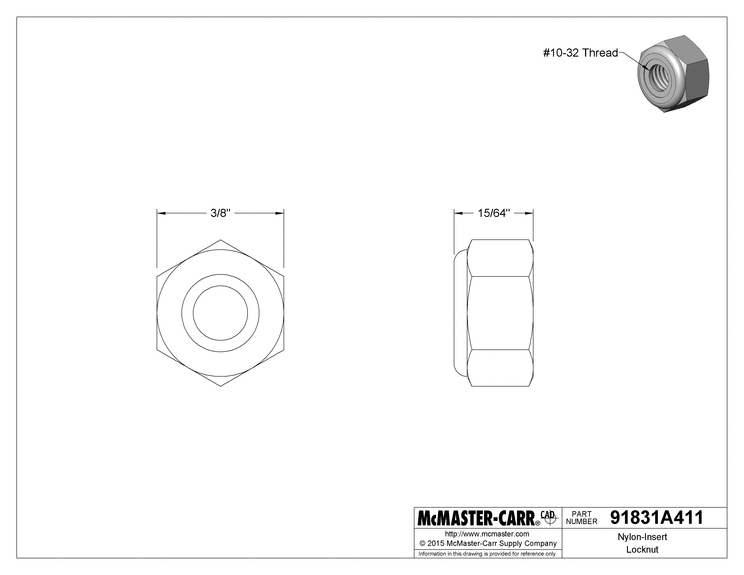 #10-32 Thread
3/8"
15/64"
McMASTER-CARR® CAD
PART NUMBER
91831A411
http://www.mcmaster.com
© 2015 McMaster-Carr Supply Company
Information in this drawing is provided for reference only.
Nylon-Insert
Locknut